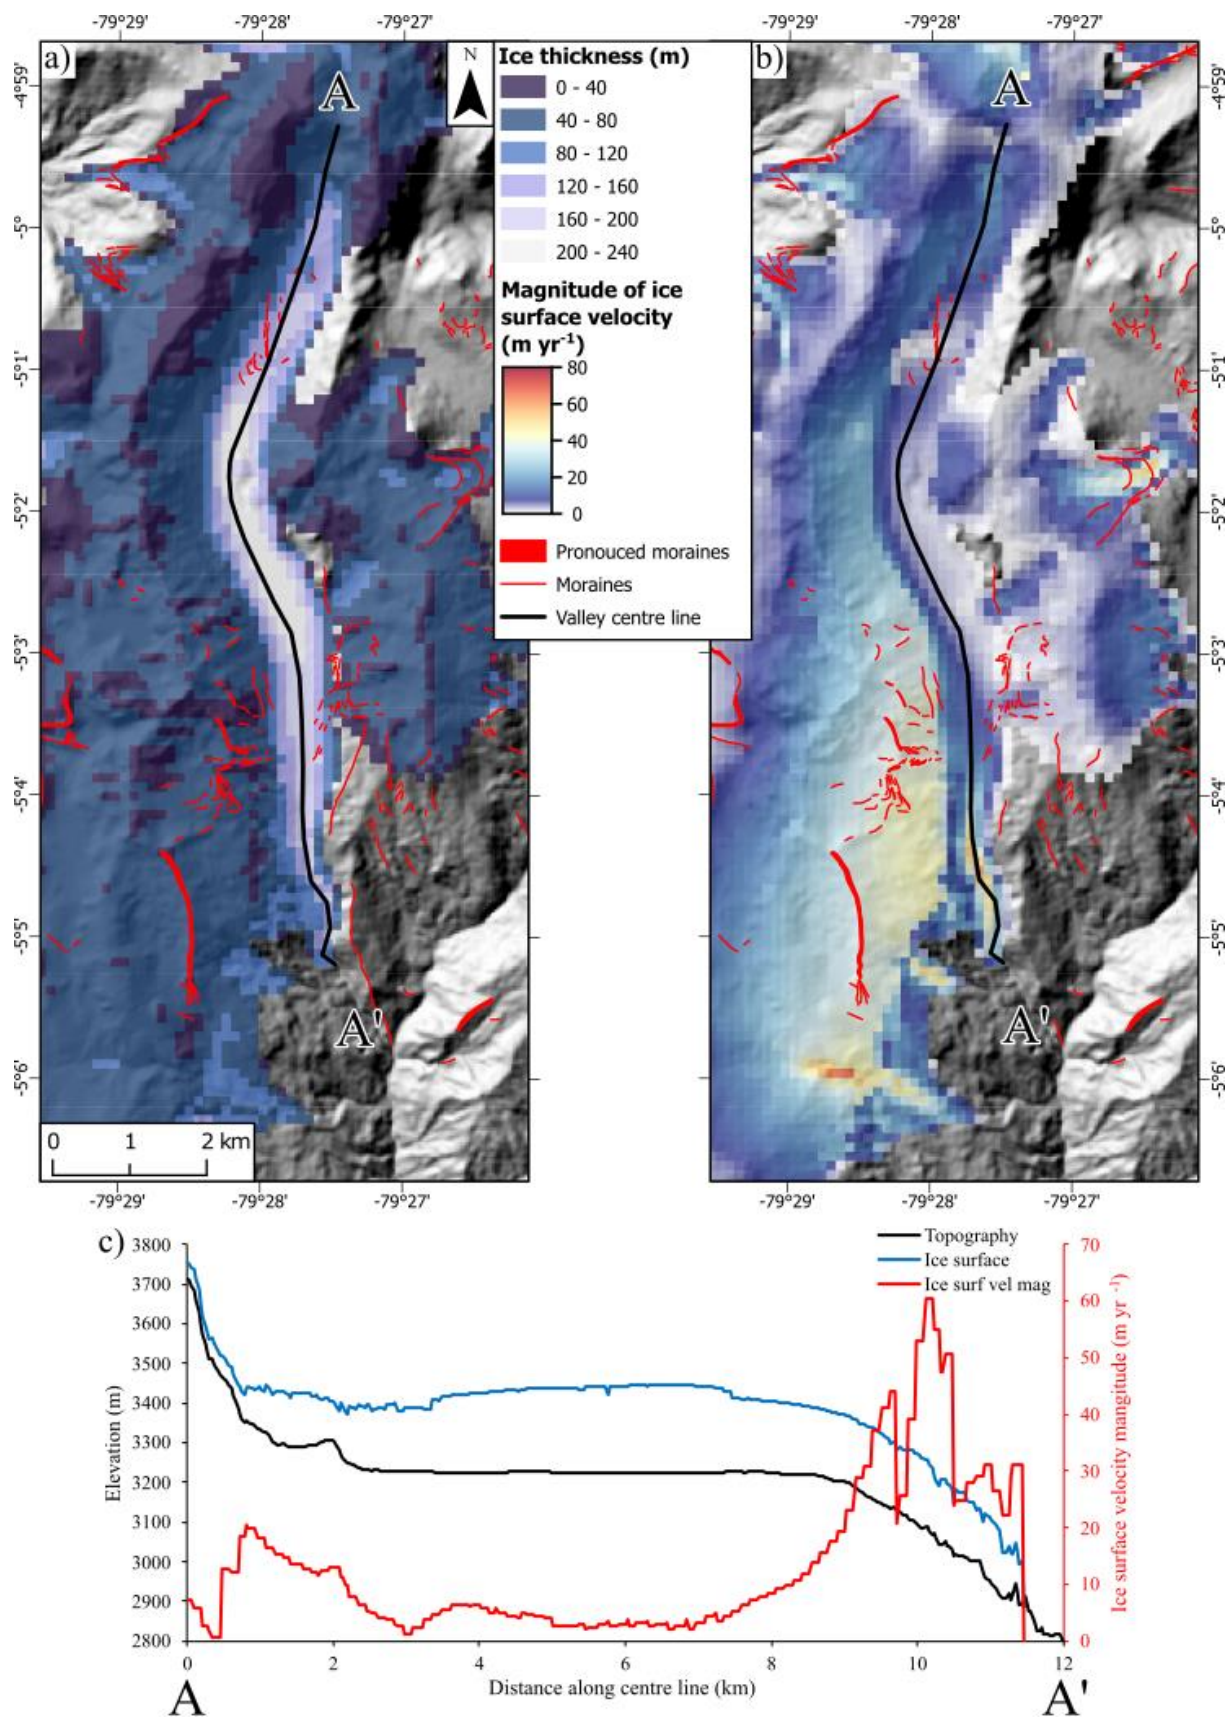 -79°29' -79°28' -79°27' -79°29' -79°28' -79°27'
a) N Ice thickness (m) b)
-4°59' A 0 - 40 A -4°59'
40 - 80
80 - 120
120 - 160
-5° 160 - 200 -5°
200 - 240
Magnitude of ice
surface velocity
(m yr-1)
-5°1' 80 -5°1'
60
40
20
-5°2' 0 -5°2'
Pronouced moraines
Moraines
Valley centre line
-5°3' -5°3'
-5°4' -5°4'
-5°5' -5°5'
A' A'
-5°6' -5°6'
0 1 2 km
-79°29' -79°28' -79°27' -79°29' -79°28' -79°27'
c)
Topography
Ice surface
Ice surf vel mag
3800 70
3700
3600 60
3500 50
3400 40
3300
3200 30
3100 20
3000
2900 10
2800 0
Elevation (m)
Ice surface velocity mangitude (m yr -1)
0 2 4 6 8 10 12
Distance along centre line (km)
A A'